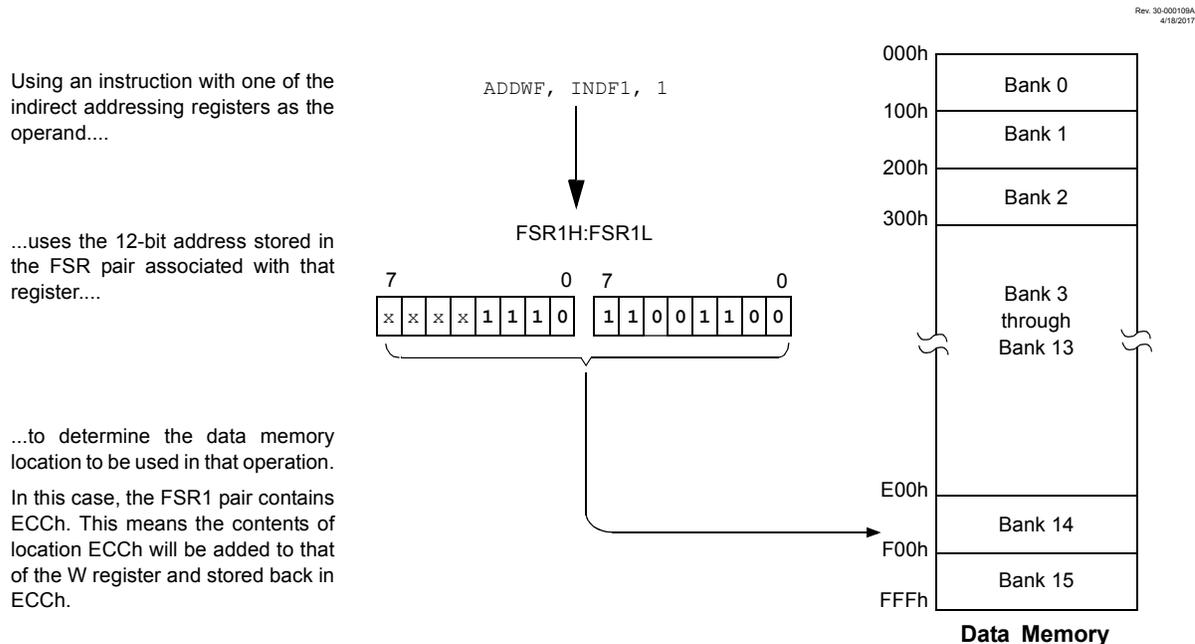 Rev. 30-000109A
4/18/2017
Using an instruction with one of the
indirect addressing registers as the
operand....
ADDWF, INDF1, 1
...uses the 12-bit address stored in
the FSR pair associated with that
register....
FSR1H:FSR1L
7 0 7 0
x x x x 1 1 1 0 1 1 0 0 1 1 0 0
...to determine the data memory
location to be used in that operation.
In this case, the FSR1 pair contains
ECCh. This means the contents of
location ECCh will be added to that
of the W register and stored back in
ECCh.
000h
Bank 0
100h
Bank 1
200h
Bank 2
300h
Bank 3
through
Bank 13
E00h
Bank 14
F00h
Bank 15
FFFh
Data Memory